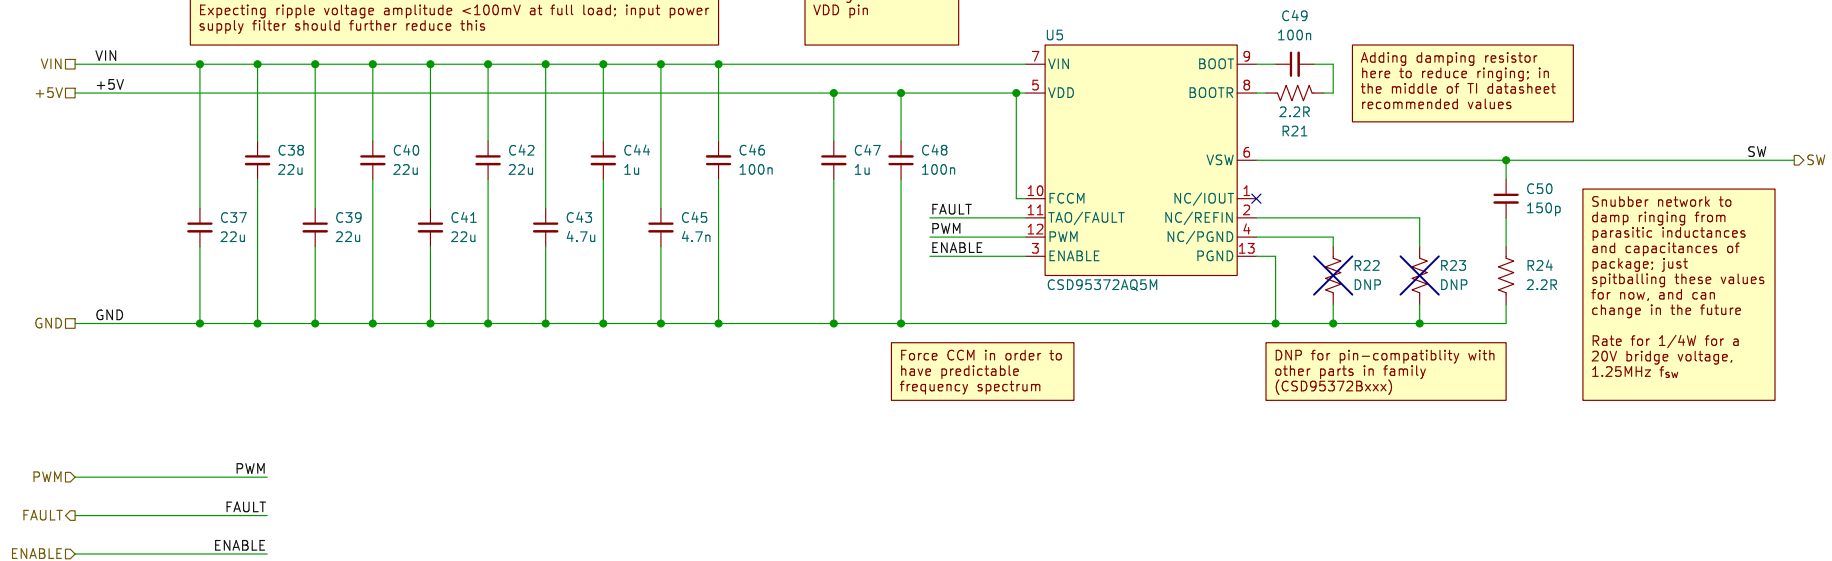 Expecting ripple voltage amplitude <100mV at full load; input power
supply filter should further reduce this
VDD pin
C49
100n
U5
Adding damping resistor
here to reduce ringing; in
the middle of TI datasheet
recommended values
VIN
VIN
7
VIN
BOOT
9
+5V
+5V
5
VDD
BOOTR
8
2.2R
R21
C38
22u
C40
22u
C42
22u
C44
1u
C46
100n
C47
1u
C48
100n
VSW
6
SW
SW
10
FCCM
NC/IOUT
1
C50
150p
C37
22u
C39
22u
C41
22u
C43
4.7u
C45
4.7n
FAULT
11
TAO/FAULT
NC/REFIN
2
PWM
12
PWM
NC/PGND
4
ENABLE
3
ENABLE
PGND
13
CSD95372AQ5M
R22
DNP
R23
DNP
R24
2.2R
Snubber network to
damp ringing from
parasitic inductances
and capacitances of
package; just
spitballing these values
for now, and can
change in the future
Rate for 1/4W for a
20V bridge voltage,
1.25MHz fsw
GND
GND
Force CCM in order to
have predictable
frequency spectrum
DNP for pin-compatiblity with
other parts in family
(CSD95372Bxxx)
PWM
PWM
FAULT
FAULT
ENABLE
ENABLE